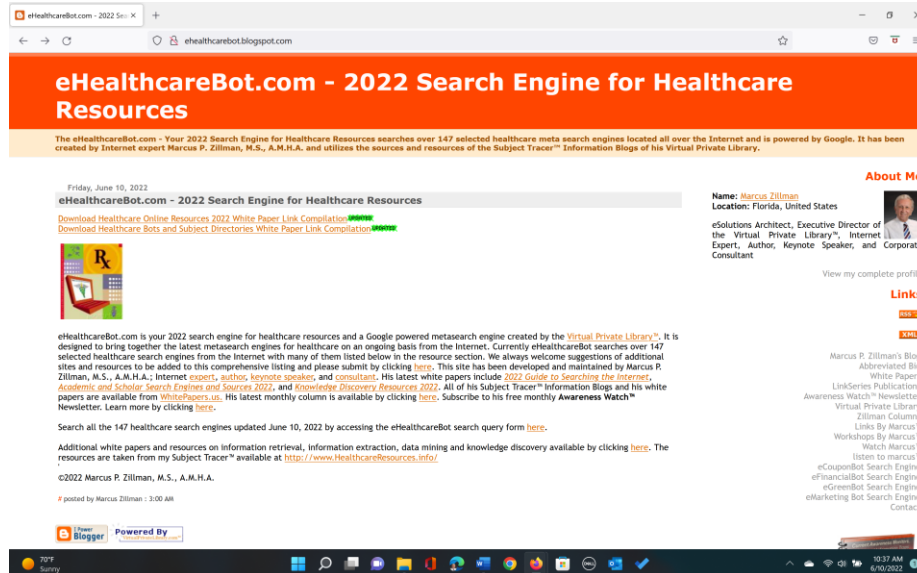 eHealthcareBot.com - 2022 Sea
ehealthcarebot.blogspot.com
eHealthcareBot.com - 2022 Search Engine for Healthcare
Resources
The eHealthcareBot.com - Your 2022 Search Engine for Healthcare Resources searches over 147 selected healthcare meta search engines located all over the Internet and is powered by Google. It has been
created by Internet expert Marcus P. Zillman, M.S., A.M.H.A. and utilizes the sources and resources of the Subject Tracer™ Information Blogs of his Virtual Private Library.
Friday, June 10, 2022
eHealthcareBot.com - 2022 Search Engine for Healthcare Resources
Download Healthcare Online Resources 2022 White Paper Link Compilation UPDATED
Download Healthcare Bots and Subject Directories White Paper Link Compilation UPDATED
Rx
eHealthcareBot.com is your 2022 search engine for healthcare resources and a Google powered metasearch engine created by the Virtual Private Library™. It is
designed to bring together the latest metasearch engines for healthcare on an ongoing basis from the Internet. Currently eHealthcareBot searches over 147
selected healthcare search engines from the Internet with many of them listed below in the resource section. We always welcome suggestions of additional
sites and resources to be added to this comprehensive listing and please submit by clicking here. This site has been developed and maintained by Marcus P.
Zillman, M.S., A.M.H.A.; Internet expert, author, keynote speaker, and consultant. His latest white papers include 2022 Guide to Searching the Internet,
Academic and Scholar Search Engines and Sources 2022, and Knowledge Discovery Resources 2022. All of his Subject Tracer™ Information Blogs and his white
papers are available from WhitePapers.us. His latest monthly column is available by clicking here. Subscribe to his free monthly Awareness Watch™
Newsletter. Learn more by clicking here.
Search all the 147 healthcare search engines updated June 10, 2022 by accessing the eHealthcareBot search query form here.
Additional white papers and resources on information retrieval, information extraction, data mining and knowledge discovery available by clicking here. The
resources are taken from my Subject Tracer™ available at http://www.HealthcareResources.info/
©2022 Marcus P. Zillman, M.S., A.M.H.A.
// posted by Marcus Zillman : 3:00 AM
I Power
Blogger
Powered By
About Me
Name: Marcus Zillman
Location: Florida, United States
eSolutions Architect, Executive Director of
the Virtual Private Library™, Internet
Expert, Author, Keynote Speaker, and Corporat
Consultant
View my complete profil
Links
RSS
XML
Marcus P. Zillman's Blo
Abbreviated Bi
White Paper
LinkSeries Publication
Awareness Watch™ Newslette
Virtual Private Librar
Zillman Column
Links By Marcus
Workshops By Marcus
Watch Marcus
listen to marcus
eCouponBot Search Engin
eFinancialBot Search Engin
eGreenBot Search Engin
eMarketing Bot Search Engin
Contac
70°F
Sunny
10:37 AM
6/10/2022